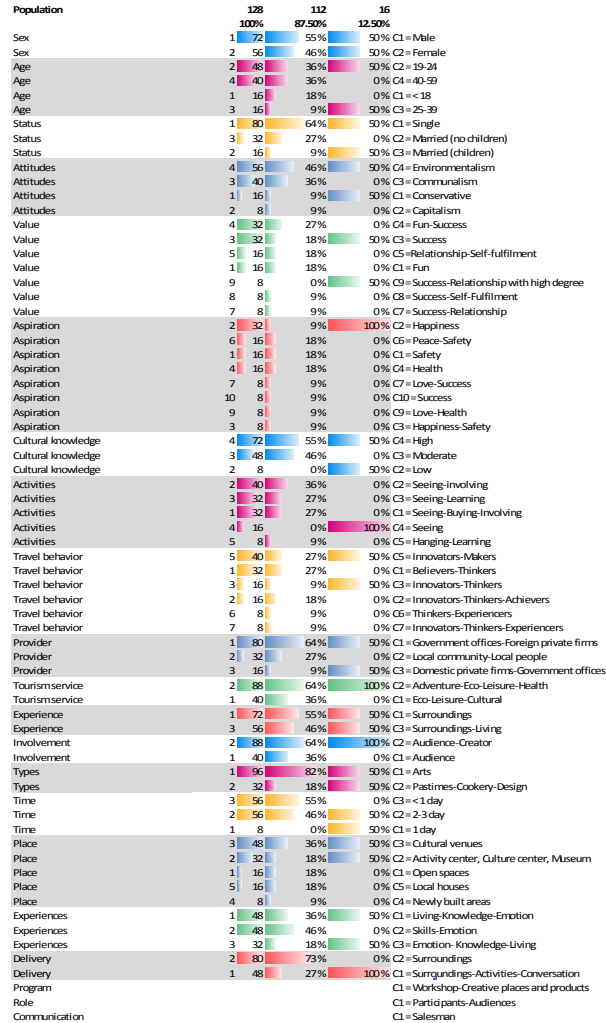 Population 128 112 16
100% 87.50% 12.50%
Sex 1 72 55% 50% C1=Male
Sex 2 56 46% 50% C2=Female
Age 2 48 36% 50% C2=19-24
Age 4 40 36% 0% C4=40-59
Age 1 16 18% 0% C1=<18
Age 3 16 9% 50% C3=25-39
Status 1 80 64% 50% C1=Single
Status 3 32 27% 0% C2=Married (no children)
Status 2 16 9% 50% C3=Married (children)
Attitudes 4 56 46% 50% C4=Environmentalism
Attitudes 3 40 36% 0% C3=Communalism
Attitudes 1 16 9% 50% C1=Conservative
Attitudes 2 8 9% 0% C2=Capitalism
Value 4 32 27% 0% C4=Fun-Success
Value 3 32 18% 50% C3=Success
Value 5 16 18% 0% C5=Relationship-Self-fulfilment
Value 1 16 18% 0% C1=Fun
Value 9 8 0% 50% C9=Success-Relationship with high degree
Value 8 8 9% 0% C8=Success-Self-Fulfilment
Value 7 8 9% 0% C7=Success-Relationship
Aspiration 2 32 9% 100% C2=Happiness
Aspiration 6 16 18% 0% C6=Peace-Safety
Aspiration 1 16 18% 0% C1=Safety
Aspiration 4 16 18% 0% C4=Health
Aspiration 7 8 9% 0% C7=Love-Success
Aspiration 10 8 9% 0% C10=Success
Aspiration 9 8 9% 0% C9=Love-Health
Aspiration 3 8 9% 0% C3=Happiness-Safety
Cultural knowledge 4 72 55% 50% C4=High
Cultural knowledge 3 48 46% 50% C3=Moderate
Cultural knowledge 2 8 0% 50% C2=Low
Activities 2 40 36% 0% C2=Seeing-involving
Activities 3 32 27% 0% C3=Seeing-Learning
Activities 1 32 27% 0% C1=Seeing-Buying-Involving
Activities 4 16 0% 100% C4=Seeing
Activities 5 8 9% 0% C5=Hanging-Learning
Travel behavior 5 40 27% 50% C5=Innovators-Makers
Travel behavior 1 32 27% 0% C1=Believers-Thinkers
Travel behavior 3 16 9% 50% C3=Innovators-Thinkers
Travel behavior 2 16 18% 0% C2=Innovators-Thinkers-Achievers
Travel behavior 6 8 9% 0% C6=Thinkers-Experiencers
Travel behavior 7 8 9% 0% C7=Innovators-Thinkers-Experiencers
Provider 1 80 64% 50% C1=Government offices-Foreign private firms
Provider 2 32 27% 0% C2=Local community-Local people
Provider 3 16 9% 50% C3=Domestic private firms-Government offices
Tourism service 2 88 64% 100% C2=Adventure-Eco-Leisure-Health
Tourism service 1 40 36% 0% C1=Eco-Leisure-Cultural
Experience 1 72 55% 50% C1=Surroundings
Experience 3 56 46% 50% C3=Surroundings-Living
Involvement 2 88 64% 100% C2=Audience-Creator
Involvement 1 40 36% 0% C1=Audience
Types 1 96 82% 50% C1=Arts
Types 2 32 18% 50% C2=Pastimes-Cookery-Design
Time 3 56 55% 0% C3=<1 day
Time 2 56 46% 50% C2=2-3 day
Time 1 8 0% 50% C1=1 day
Place 3 48 36% 50% C3=Cultural venues
Place 2 32 18% 50% C2=Activity center, Culture center, Museum
Place 1 16 18% 0% C1=Open spaces
Place 5 16 18% 0% C5=Local houses
Place 4 8 9% 0% C4=Newly built areas
Experiences 1 48 36% 50% C1=Living-Knowledge-Emotion
Experiences 2 48 46% 0% C2=Skills-Emotion
Experiences 3 32 18% 50% C3=Emotion- Knowledge-Living
Delivery 2 80 73% 0% C2=Surroundings
Delivery 1 48 27% 100% C1=Surroundings-Activities-Conversation
Program C1=Workshop-Creative places and products
Role C1=Participants-Audiences
Communication C1=Salesman